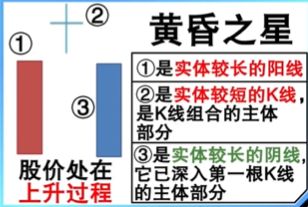 黄昏之星
①
②
③
①是实体较长的阳线
②是实体较短的K线，
是K线组合的主体
部分
③是实体较长的阴线，
它已深入第一根K线
的主体部分
股价处在
上升过程